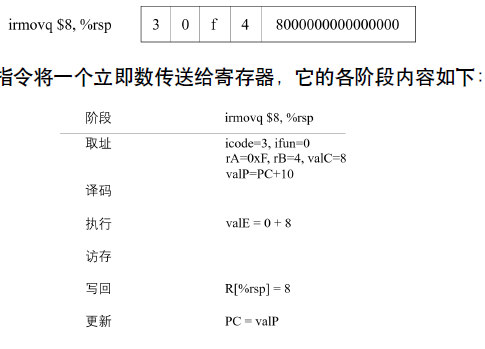 irmovq $8, %rsp 3 0 f 4 8000000000000000
指令将一个立即数传送给寄存器，它的各阶段内容如下：
阶段 irmovq $8, %rsp
取址 icode=3, ifun=0
rA=0xF, rB=4, valC=8
valP=PC+10
译码
执行 valE = 0 + 8
访存
写回 R[%rsp] = 8
更新 PC = valP